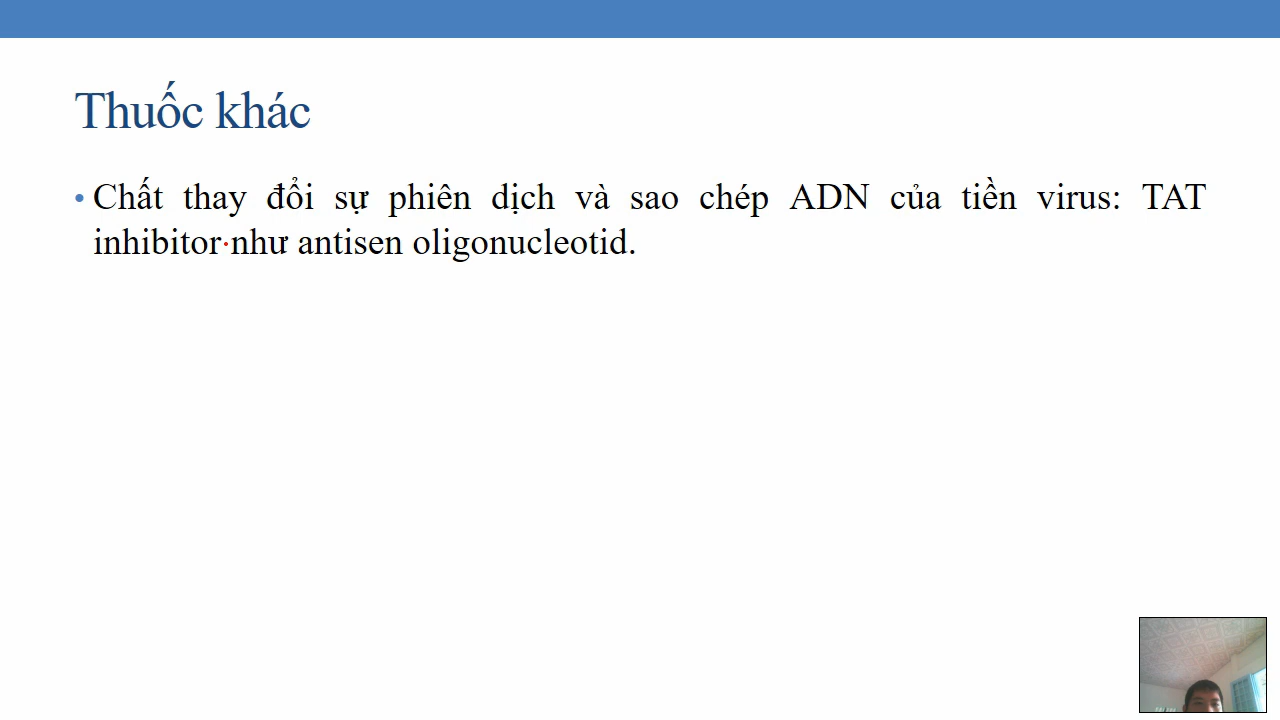 Thuốc khác
• Chất thay đổi sự phiên dịch và sao chép ADN của tiền virus: TAT
inhibitor như antisen oligonucleotid.